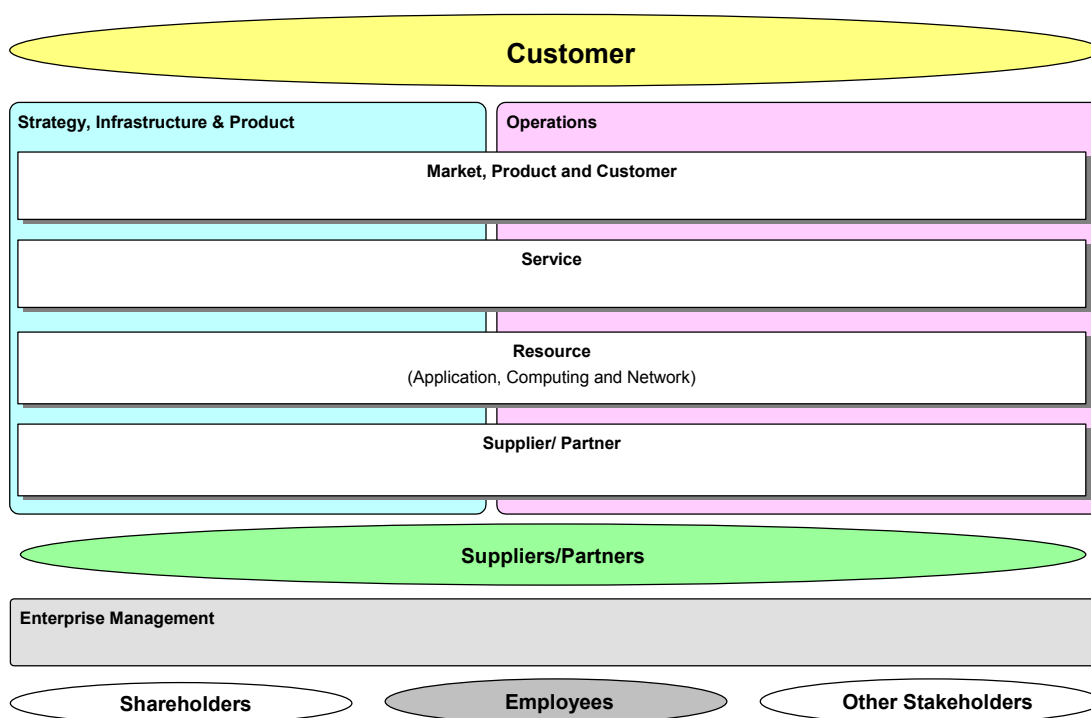 Customer
Strategy, Infrastructure & Product
Operations
Market, Product and Customer
Service
Resource
(Application, Computing and Network)
Supplier/ Partner
Suppliers/Partners
Enterprise Management
Shareholders
Employees
Other Stakeholders